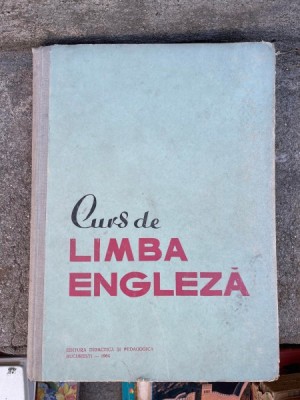 Curs de
LIMBA
ENGLEZĂ
EDITURA DIDACTICĂ ȘI PEDAGOGICĂ
BUCUREȘTI —